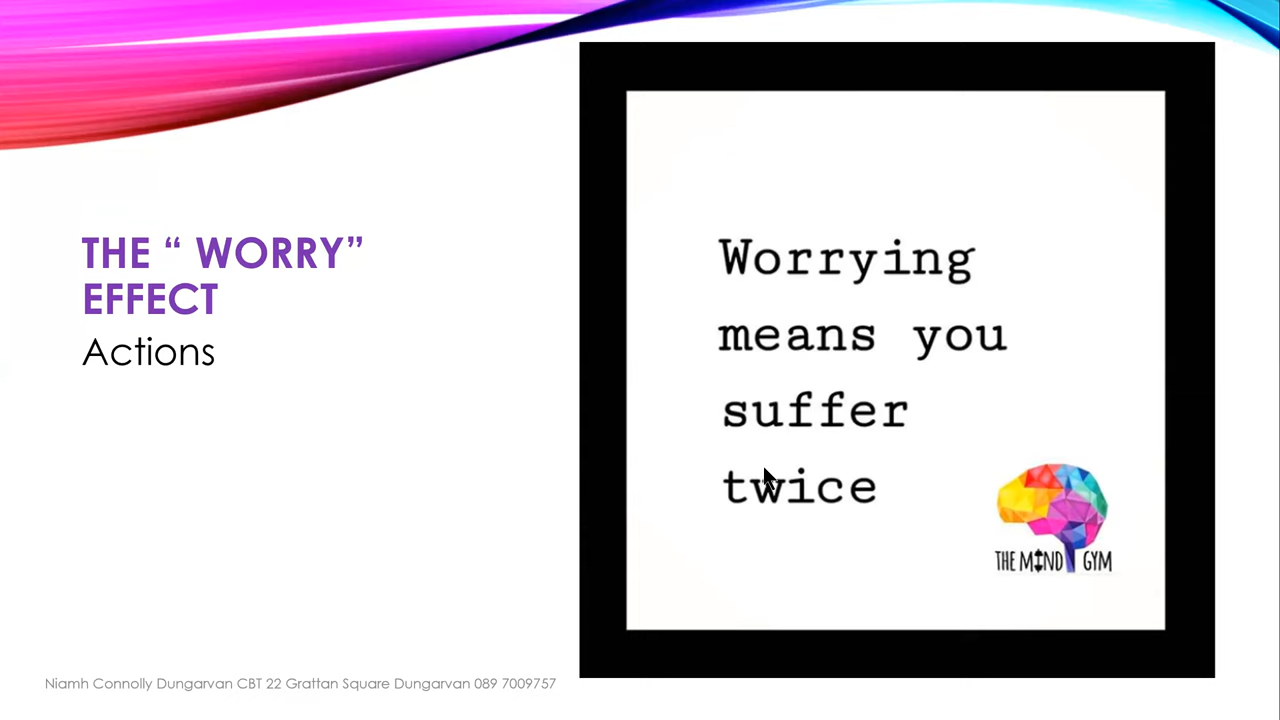 THE “ WORRY”
EFFECT
Actions
Worrying
means you
suffer
twice
THE MIND GYM
Niamh Connolly Dungarvan CBT 22 Grattan Square Dungarvan 089 7009757